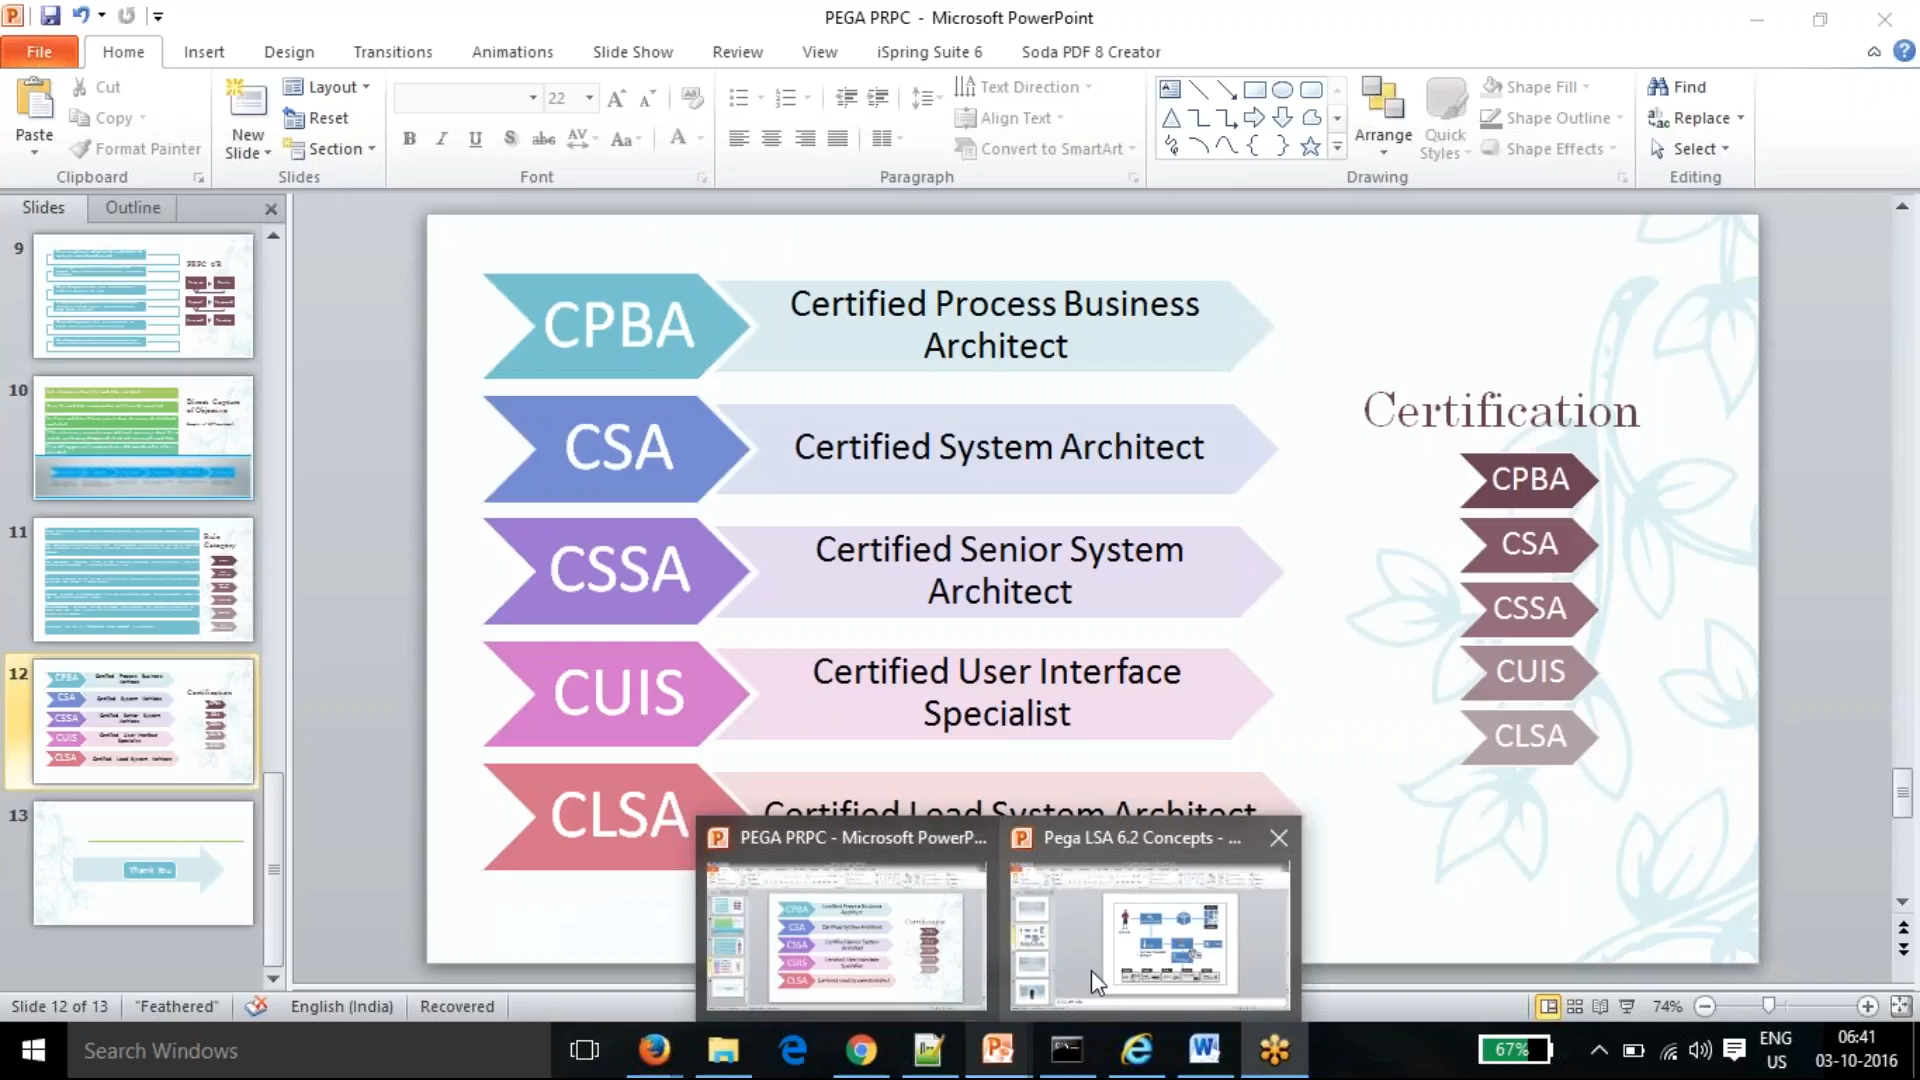 PEGA PRPC - Microsoft PowerPoint
File Home Insert Design Transitions Animations Slide Show Review View iSpring Suite 6 Soda PDF 8 Creator
Paste
Cut
Copy
Format Painter
Clipboard
New Slide
Layout
Reset
Section
Slides
22
Font
Text Direction
Align Text
Convert to SmartArt
Paragraph
Arrange
Quick Styles
Shape Fill
Shape Outline
Shape Effects
Drawing
Find
Replace
Select
Editing
Slides Outline
9
10
11
12
13
Thank You
CPBA
Certified Process Business
Architect
CSA
Certified System Architect
CSSA
Certified Senior System
Architect
CUIS
Certified User Interface
Specialist
CLSA
Certified Lead System Architect
Certification
CPBA
CSA
CSSA
CUIS
CLSA
PEGA PRPC - Microsoft PowerP...
Pega LSA 6.2 Concepts - ...
Slide 12 of 13 "Feathered" English (India) Recovered
74%
Search Windows
67%
ENG
US
06:41
03-10-2016